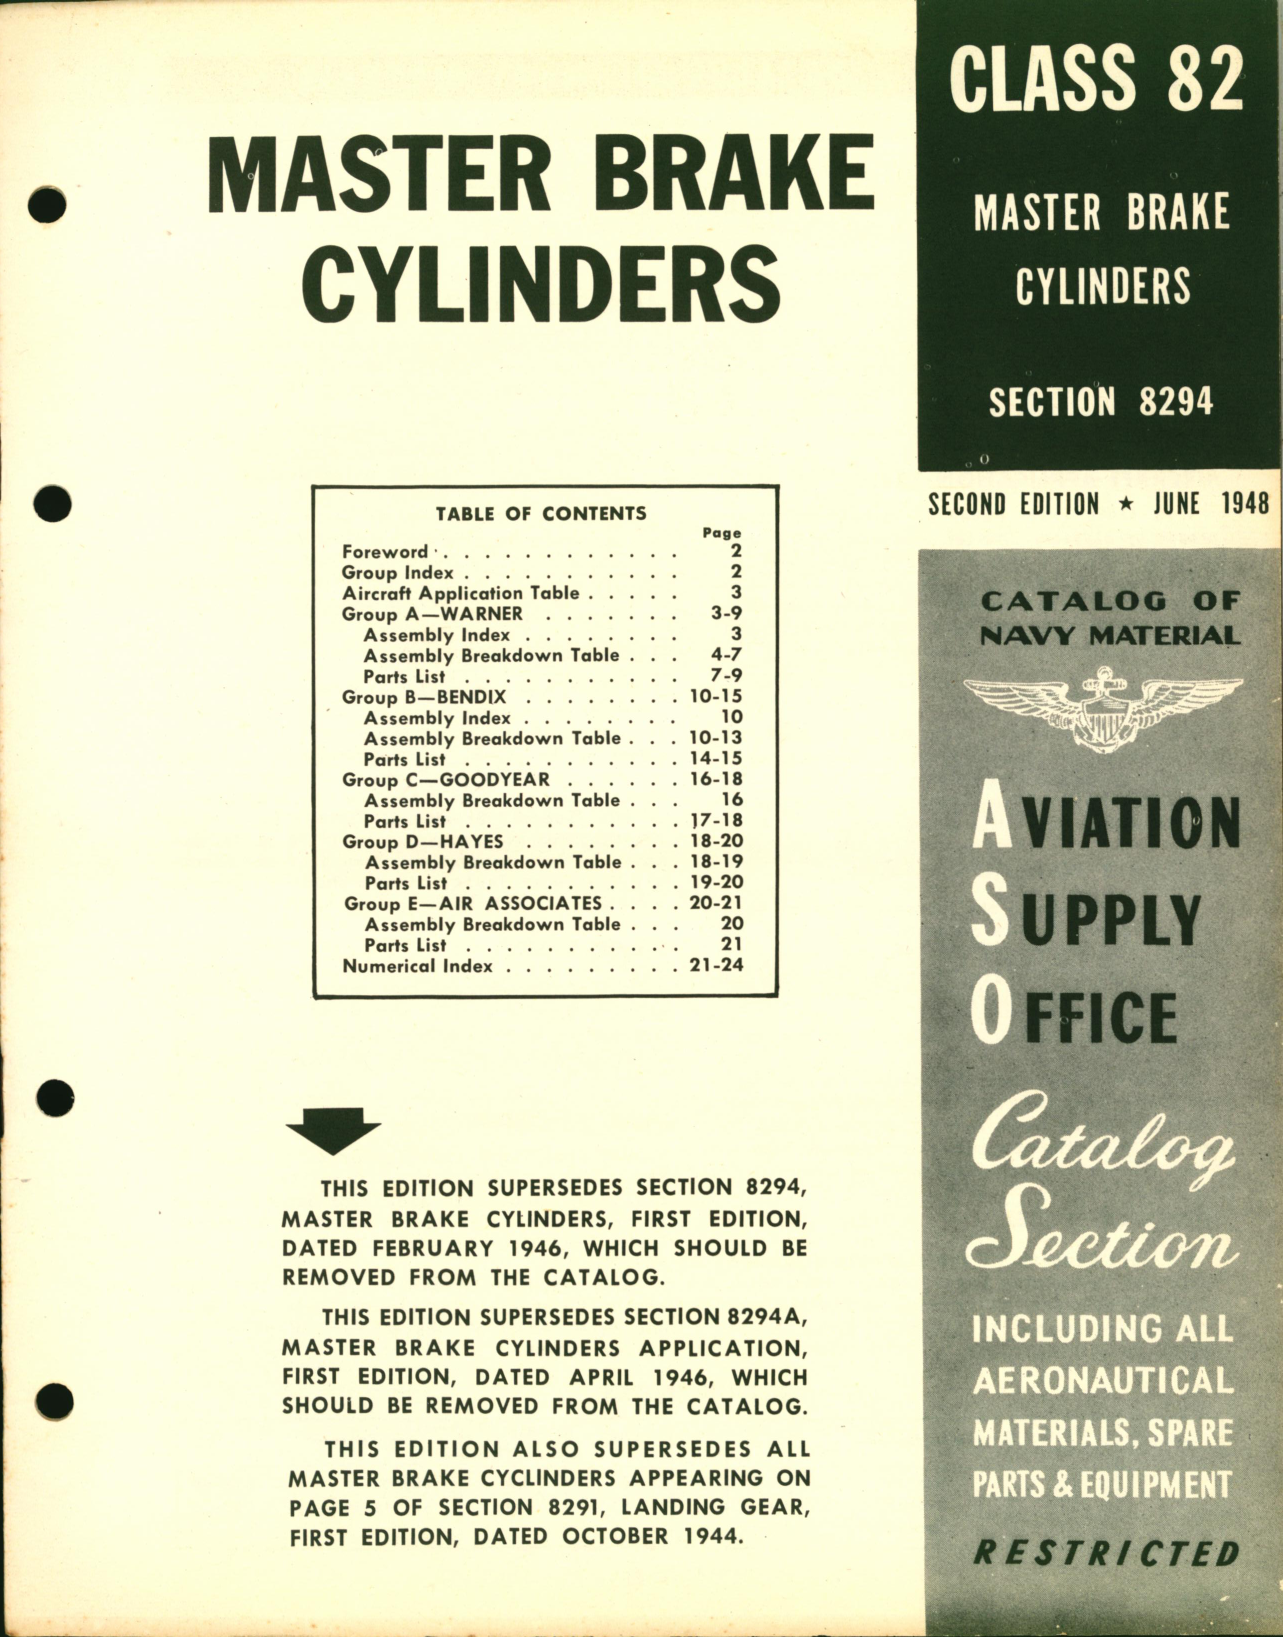 MASTER BRAKE
CYLINDERS
TABLE OF CONTENTS
Page
Foreword . . . . . . . . . . . . . 2
Group Index . . . . . . . . . . . 2
Aircraft Application Table . . . . . 3
Group A—WARNER . . . . . . . 3-9
Assembly Index . . . . . . . . 3
Assembly Breakdown Table . . . 4-7
Parts List . . . . . . . . . . . 7-9
Group B—BENDIX . . . . . . . . 10-15
Assembly Index . . . . . . . . 10
Assembly Breakdown Table . . . 10-13
Parts List . . . . . . . . . . . 14-15
Group C—GOODYEAR . . . . . . 16-18
Assembly Breakdown Table . . . 16
Parts List . . . . . . . . . . . 17-18
Group D—HAYES . . . . . . . . 18-20
Assembly Breakdown Table . . . 18-19
Parts List . . . . . . . . . . . 19-20
Group E—AIR ASSOCIATES . . . . 20-21
Assembly Breakdown Table . . . 20
Parts List . . . . . . . . . . . 21
Numerical Index . . . . . . . . . 21-24
THIS EDITION SUPERSEDES SECTION 8294,
MASTER BRAKE CYLINDERS, FIRST EDITION,
DATED FEBRUARY 1946, WHICH SHOULD BE
REMOVED FROM THE CATALOG.
THIS EDITION SUPERSEDES SECTION 8294A,
MASTER BRAKE CYLINDERS APPLICATION,
FIRST EDITION, DATED APRIL 1946, WHICH
SHOULD BE REMOVED FROM THE CATALOG.
THIS EDITION ALSO SUPERSEDES ALL
MASTER BRAKE CYCLINDERS APPEARING ON
PAGE 5 OF SECTION 8291, LANDING GEAR,
FIRST EDITION, DATED OCTOBER 1944.
CLASS 82
MASTER BRAKE
CYLINDERS
SECTION 8294
SECOND EDITION ★ JUNE 1948
CATALOG OF
NAVY MATERIAL
AVIATION
SUPPLY
OFFICE
Catalog
Section
INCLUDING ALL
AERONAUTICAL
MATERIALS, SPARE
PARTS & EQUIPMENT
RESTRICTED